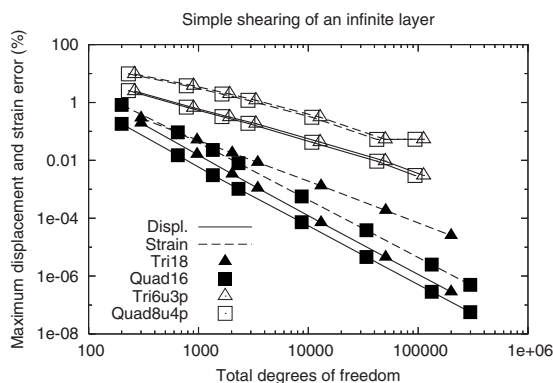 Simple shearing of an infinite layer
Maximum displacement and strain error (%)
100
1
0.01
1e-04
1e-06
1e-08
Displ.
Strain
Tri18
Quad16
Tri6u3p
Quad8u4p
100
1000
10000
100000
1e+06
Total degrees of freedom